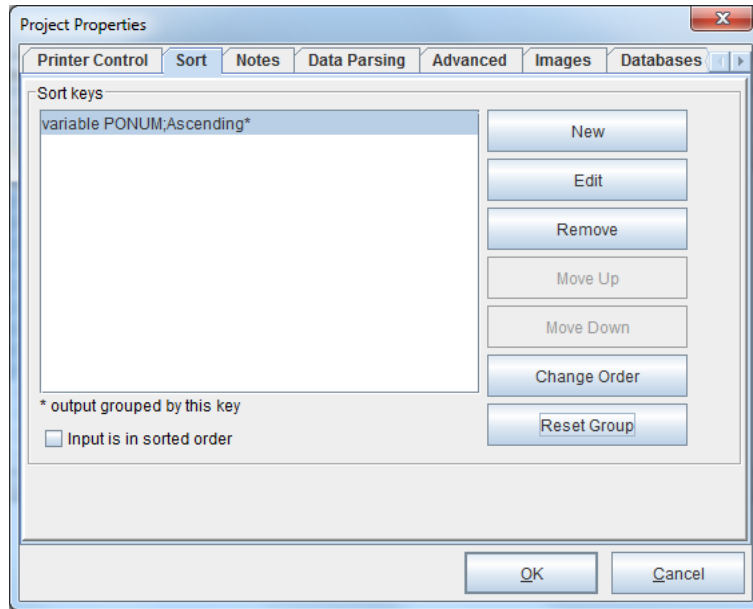 Project Properties
Printer Control Sort Notes Data Parsing Advanced Images Databases
Sort keys
variable PONUM;Ascending*
New
Edit
Remove
Move Up
Move Down
Change Order
Reset Group
* output grouped by this key
Input is in sorted order
OK Cancel